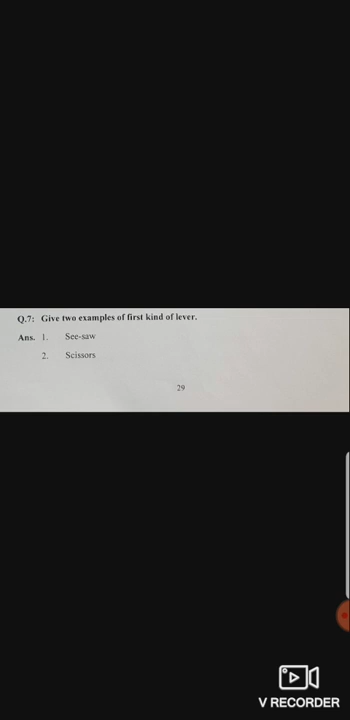 Q.7: Give two examples of first kind of lever.
Ans. 1. See-saw
2. Scissors
29
V RECORDER